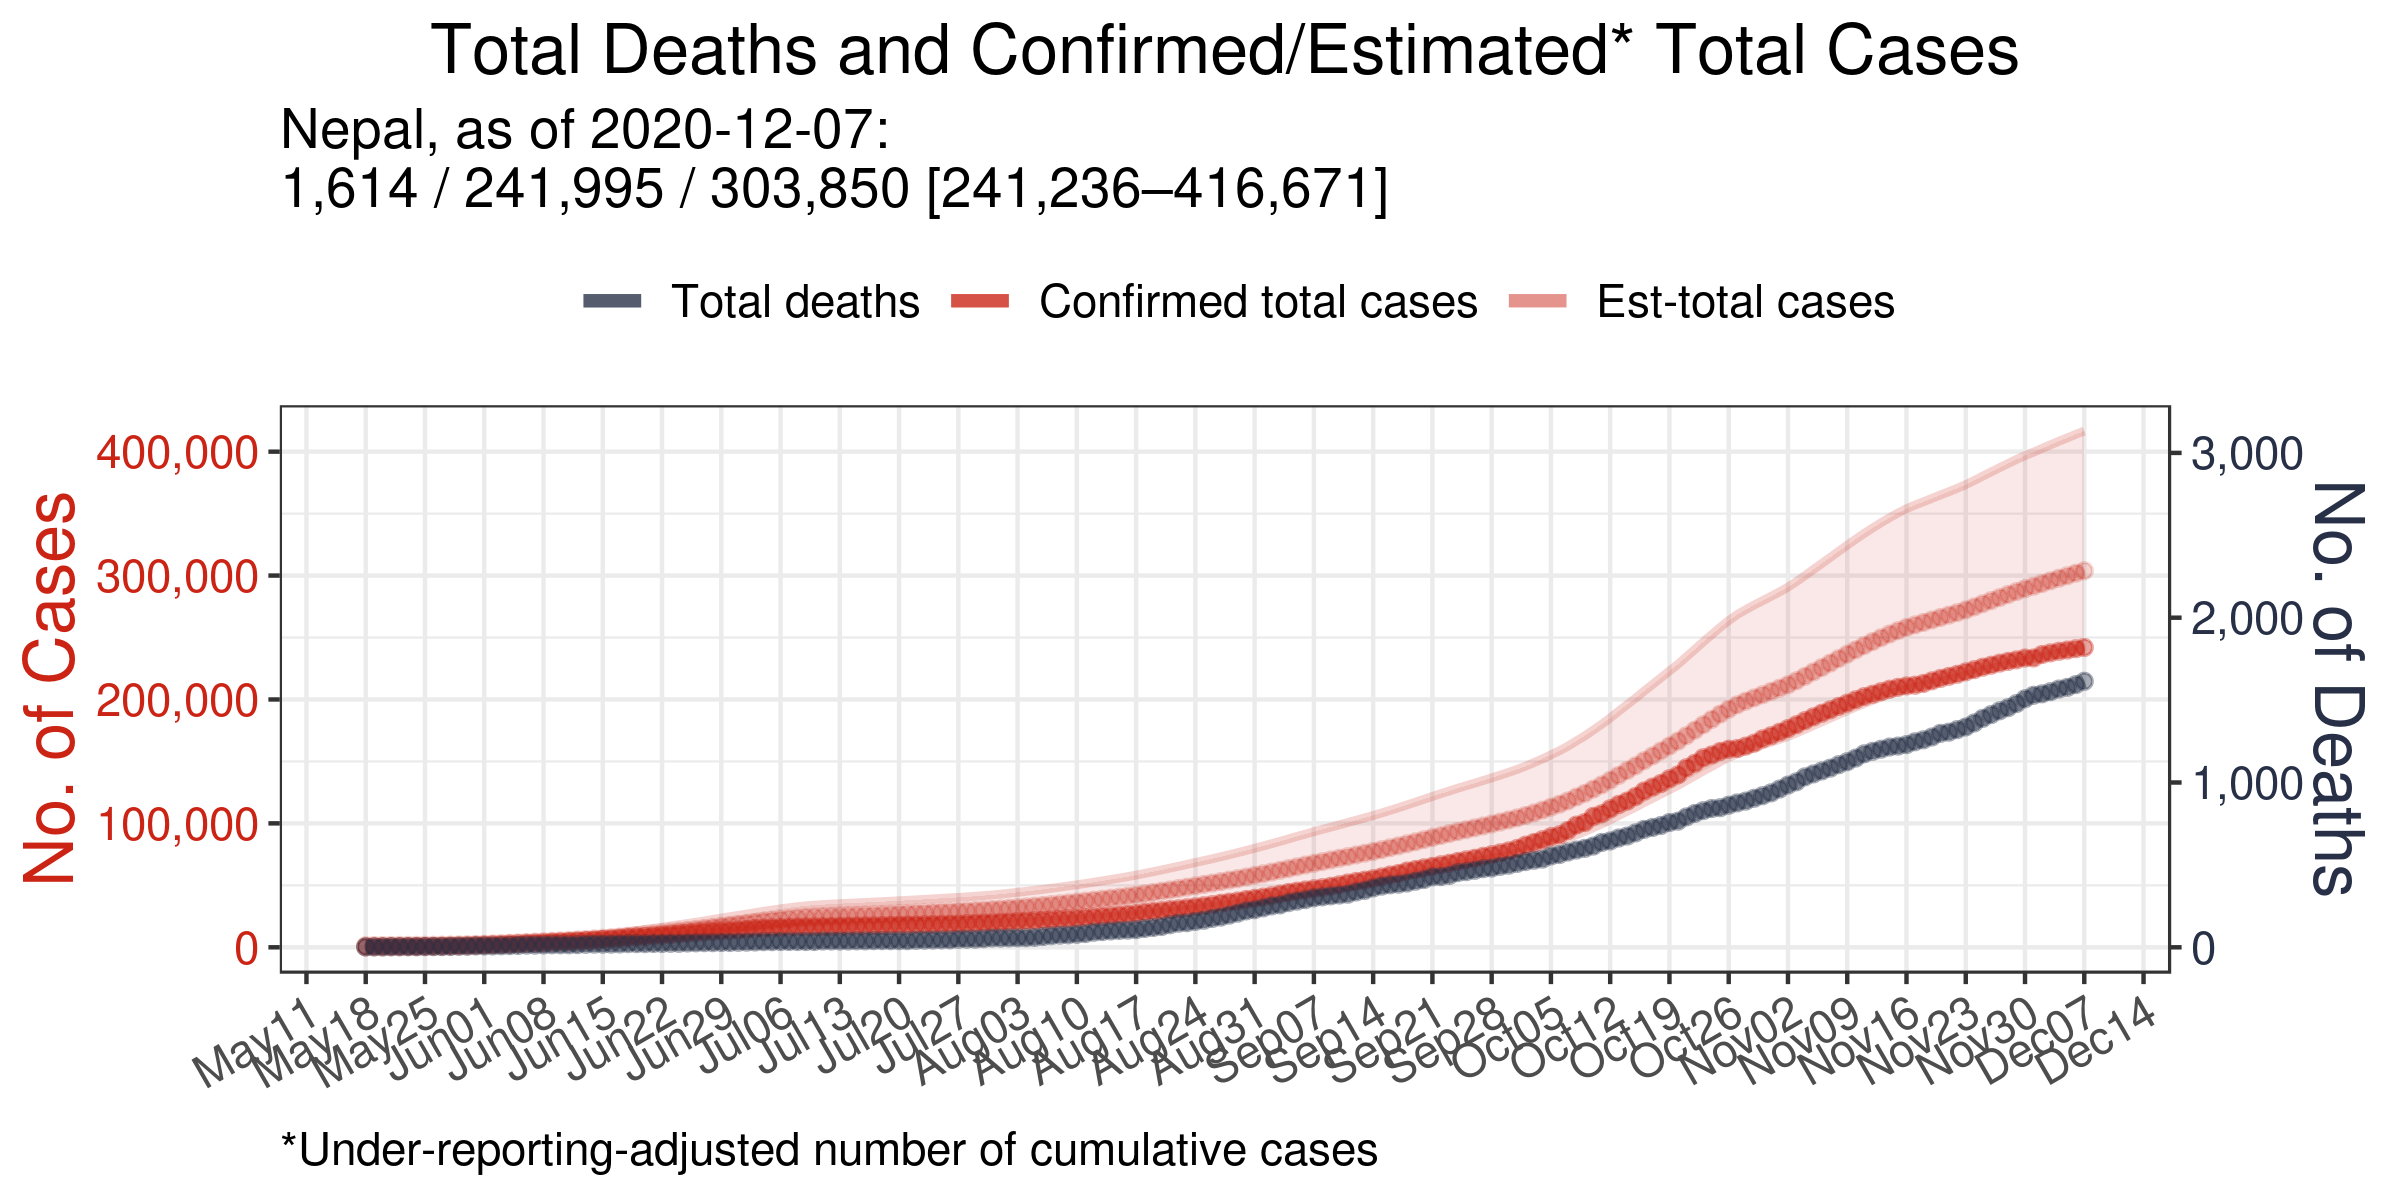 Total Deaths and Confirmed/Estimated* Total Cases
Nepal, as of 2020-12-07:
1,614 / 241,995 / 303,850 [241,236–416,671]
Total deaths
Confirmed total cases
Est-total cases
No. of Cases
400,000
300,000
200,000
100,000
0
3,000
2,000
1,000
0
No. of Deaths
May11
May18
May25
Jun01
Jun08
Jun15
Jun22
Jun29
Jul06
Jul13
Jul20
Jul27
Aug03
Aug10
Aug17
Aug24
Aug31
Sep07
Sep14
Sep21
Sep28
Oct05
Oct12
Oct19
Oct26
Nov02
Nov09
Nov16
Nov23
Nov30
Dec07
Dec14
*Under-reporting-adjusted number of cumulative cases